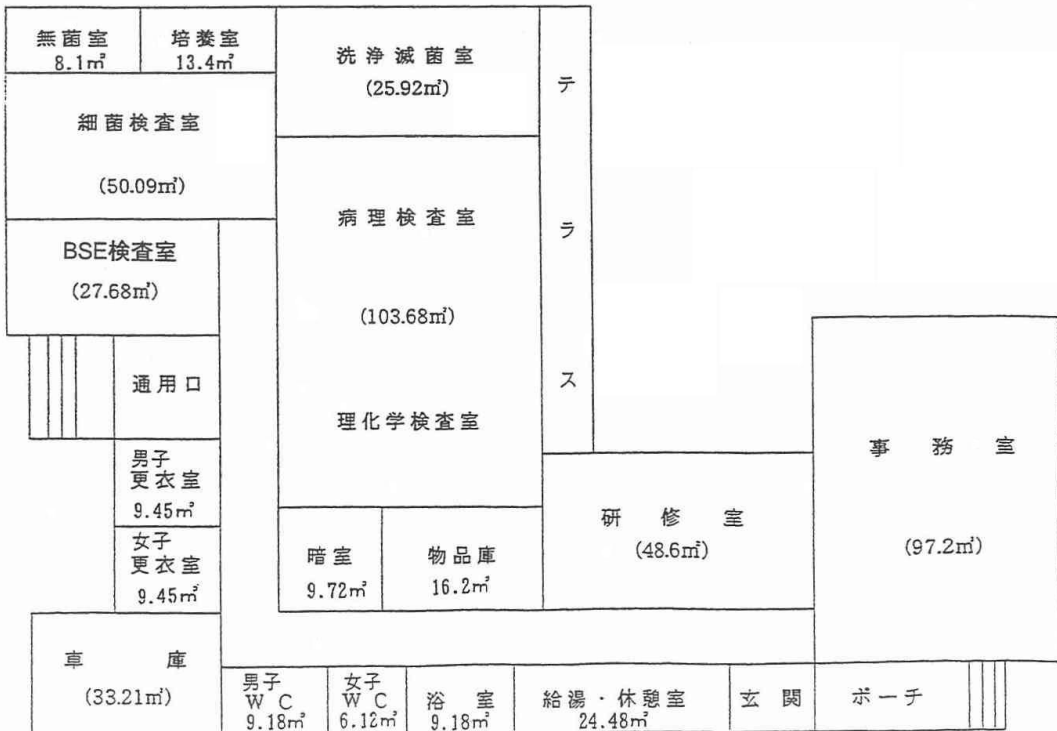 無菌室
8.1㎡
培養室
13.4㎡
洗浄滅菌室
(25.92㎡)
テラス
細菌検査室
(50.09㎡)
病理検査室
(103.68㎡)
理化学検査室
BSE検査室
(27.68㎡)
通用口
事務室
(97.2㎡)
男子
更衣室
9.45㎡
女子
更衣室
9.45㎡
暗室
9.72㎡
物品庫
16.2㎡
研修室
(48.6㎡)
車庫
(33.21㎡)
男子
WC
9.18㎡
女子
WC
6.12㎡
浴室
9.18㎡
給湯・休憩室
24.48㎡
玄関
ポーチ